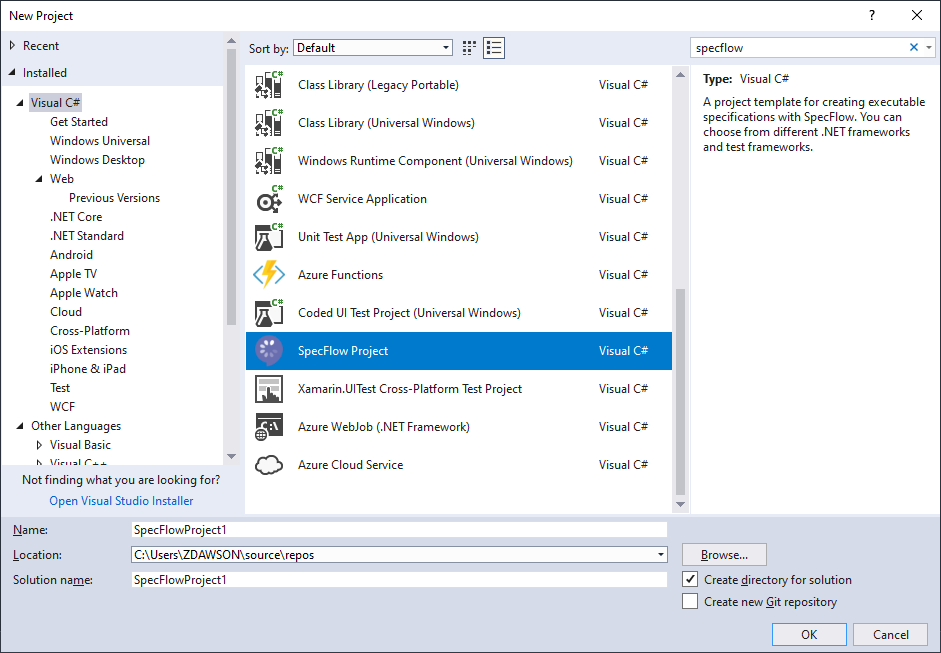 New Project
?
Recent
Installed
Visual C#
Get Started
Windows Universal
Windows Desktop
Web
Previous Versions
.NET Core
.NET Standard
Android
Apple TV
Apple Watch
Cloud
Cross-Platform
iOS Extensions
iPhone & iPad
Test
WCF
Other Languages
Visual Basic
Visual C++
Not finding what you are looking for?
Open Visual Studio Installer
Sort by: Default
C# Class Library (Legacy Portable) Visual C#
C# Class Library (Universal Windows) Visual C#
C# Windows Runtime Component (Universal Windows) Visual C#
C# WCF Service Application Visual C#
C# Unit Test App (Universal Windows) Visual C#
Azure Functions Visual C#
C# Coded UI Test Project (Universal Windows) Visual C#
SpecFlow Project Visual C#
Xamarin.UITest Cross-Platform Test Project Visual C#
C:\ Azure WebJob (.NET Framework) Visual C#
Azure Cloud Service Visual C#
specflow
Type: Visual C#
A project template for creating executable
specifications with SpecFlow. You can
choose from different .NET frameworks
and test frameworks.
Name: SpecFlowProject1
Location: C:\Users\ZDAWSON\source\repos
Solution name: SpecFlowProject1
Browse...
Create directory for solution
Create new Git repository
OK
Cancel